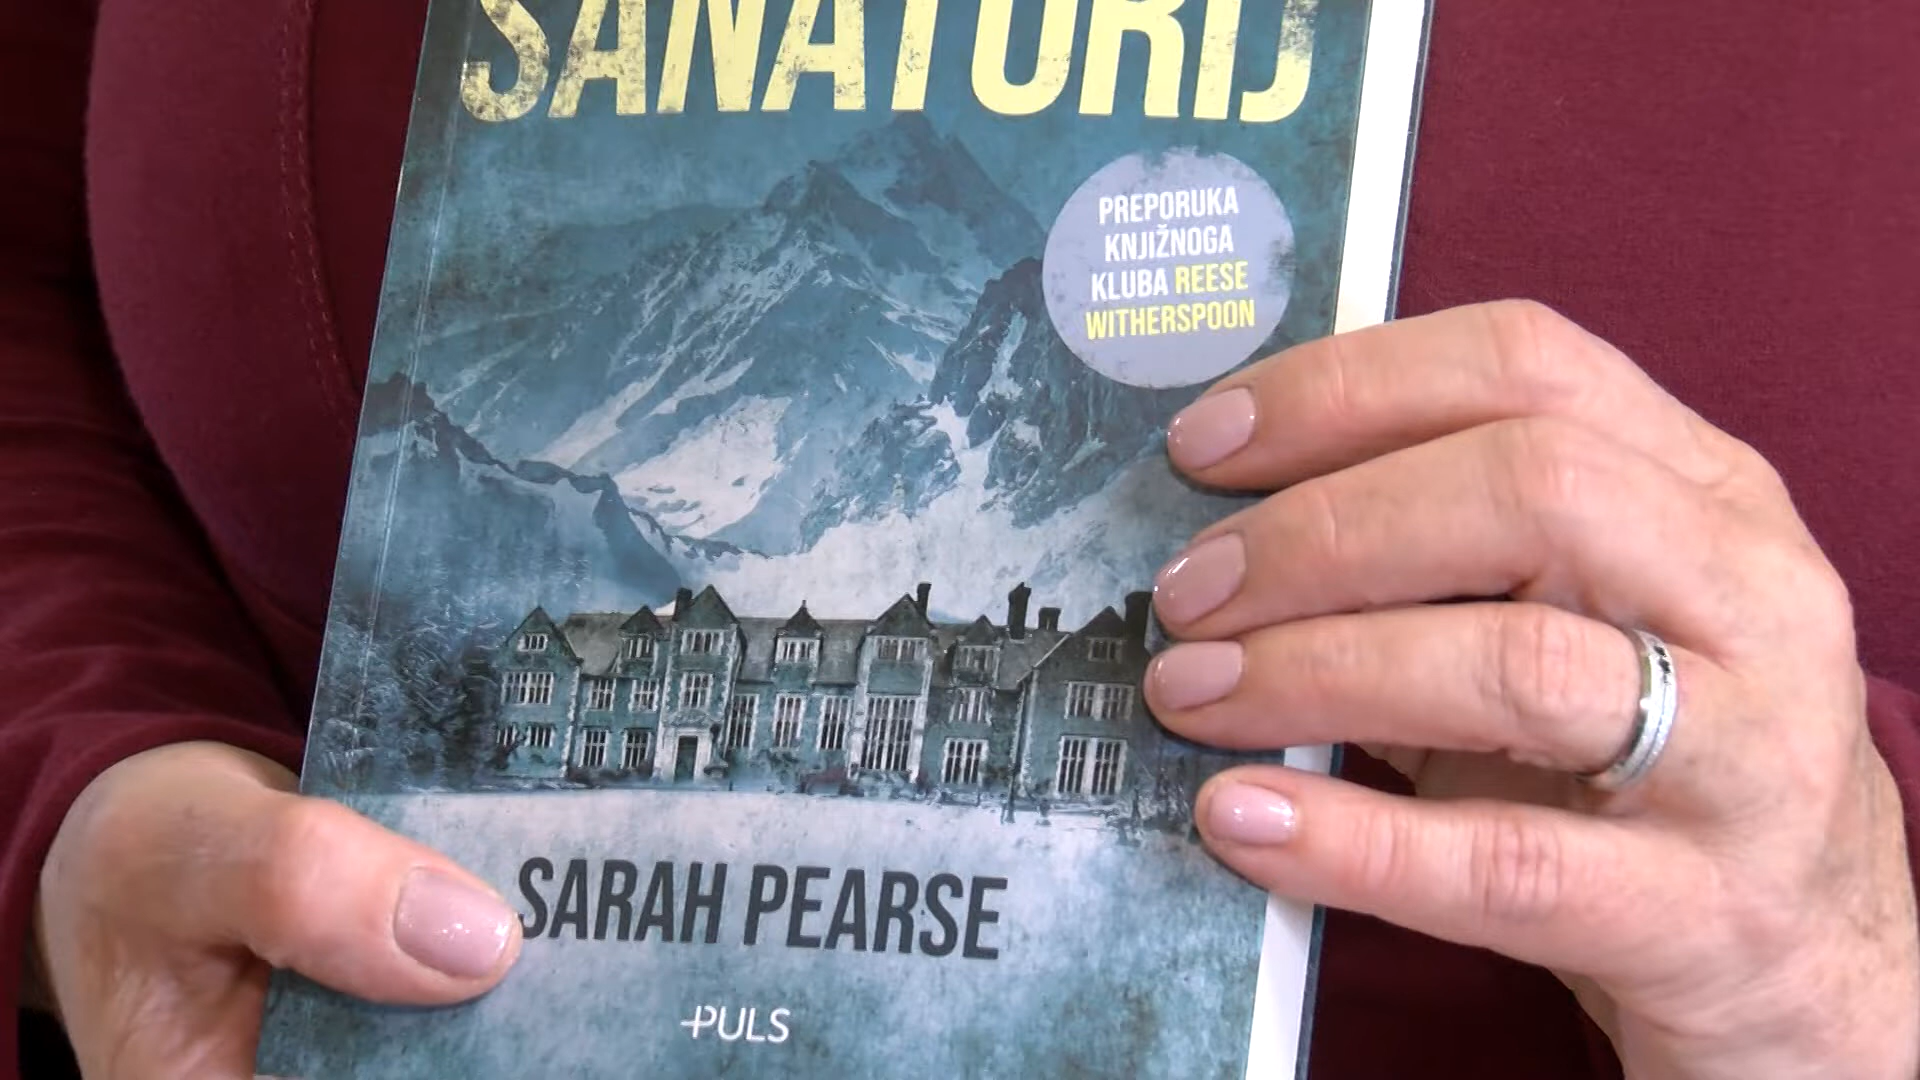 SANATORIJ
PREPORUKA
KNJIŽNOGA
KLUBA REESE
WITHERSPOON
SARAH PEARSE
PULS